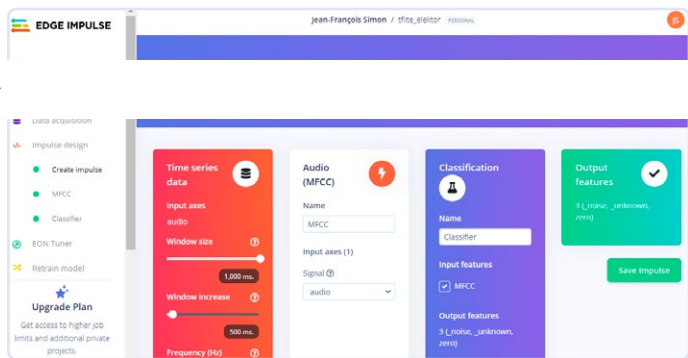 EDGE IMPULSE
Jean-François Simon / tflite_elektor PERSONAL
JS
Data acquisition
Impulse design
Create impulse
MFCC
Classifier
EON Tuner
Retrain model
Upgrade Plan
Get access to higher job
limits and additional private
projects.
Time series
data
Input axes
audio
Window size
1,000 ms.
Window increase
500 ms.
Frequency (Hz)
Audio
(MFCC)
Name
MFCC
Input axes (1)
Signal
audio
Classification
Name
Classifier
Input features
MFCC
Output features
3 (_noise, _unknown,
zero)
Output
features
3 (_noise, _unknown,
zero)
Save Impulse